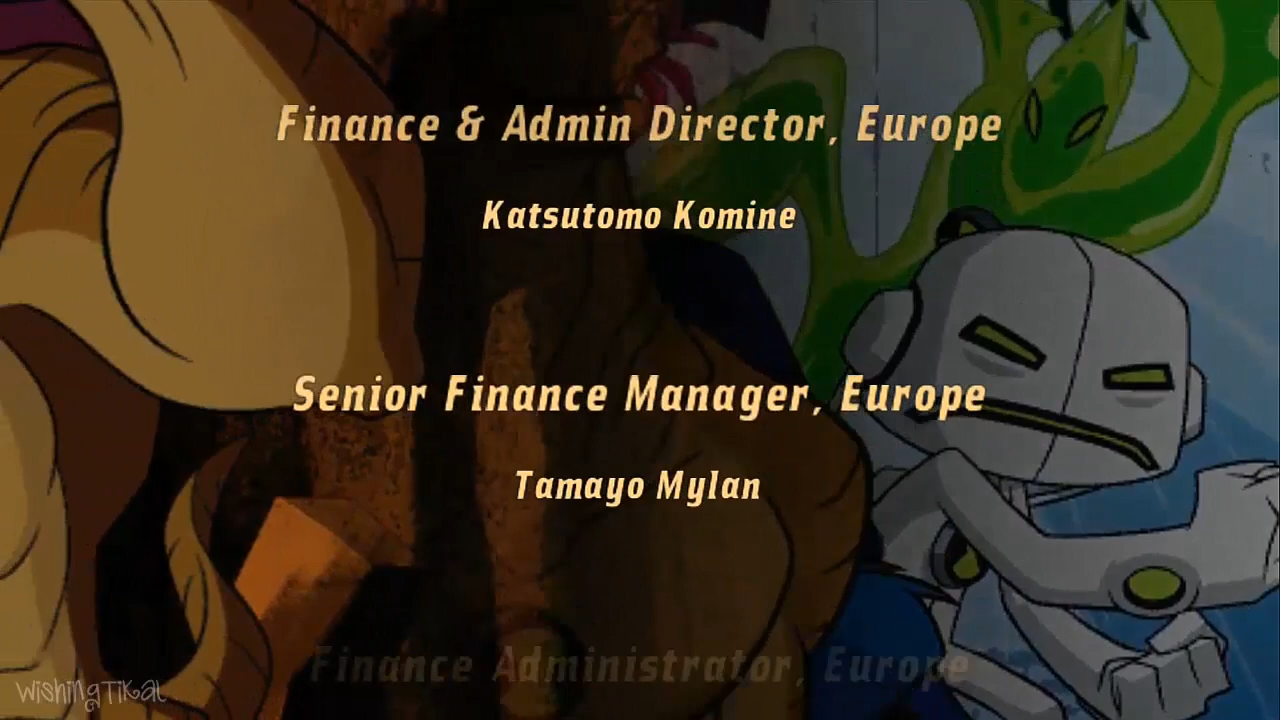 Finance & Admin Director, Europe
Katsutomo Komine
Senior Finance Manager, Europe
Tamayo Mylan
Finance Administrator, Europe
wishingTikal